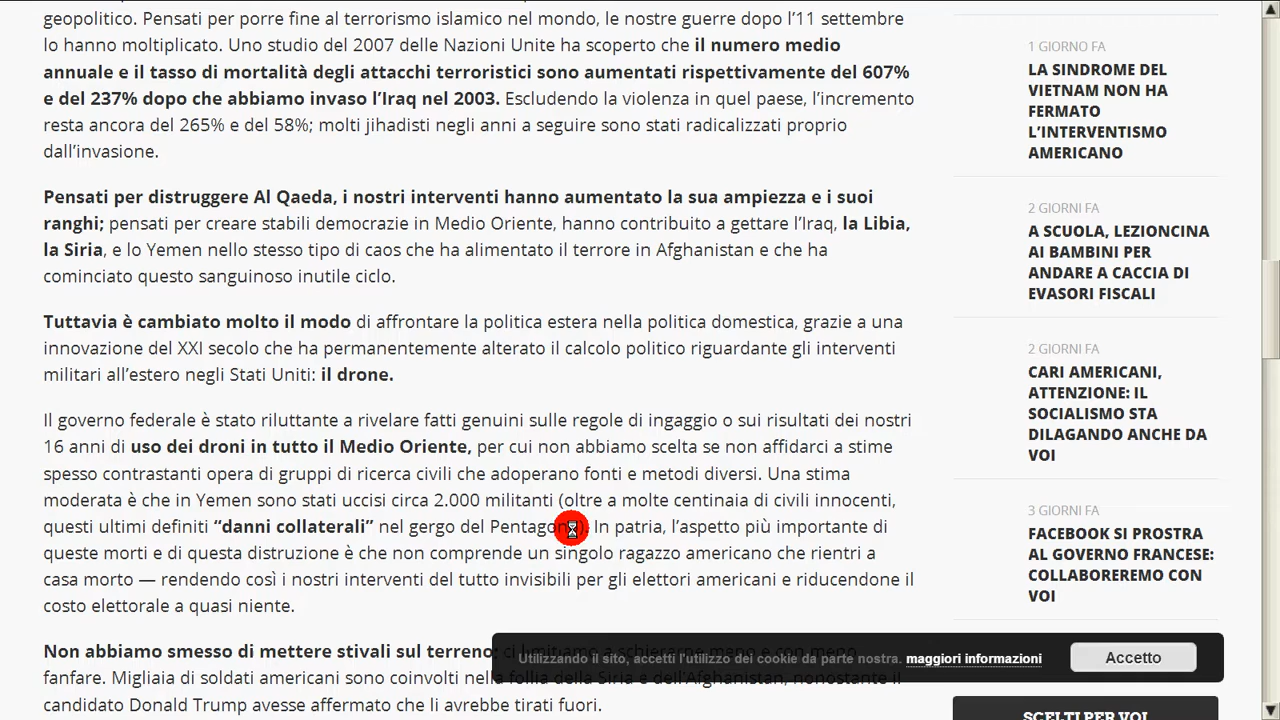 geopolitico. Pensati per porre fine al terrorismo islamico nel mondo, le nostre guerre dopo l’11 settembre
lo hanno moltiplicato. Uno studio del 2007 delle Nazioni Unite ha scoperto che il numero medio
annuale e il tasso di mortalità degli attacchi terroristici sono aumentati rispettivamente del 607%
e del 237% dopo che abbiamo invaso l’Iraq nel 2003. Escludendo la violenza in quel paese, l’incremento
resta ancora del 265% e del 58%; molti jihadisti negli anni a seguire sono stati radicalizzati proprio
dall’invasione.
Pensati per distruggere Al Qaeda, i nostri interventi hanno aumentato la sua ampiezza e i suoi
ranghi; pensati per creare stabili democrazie in Medio Oriente, hanno contribuito a gettare l’Iraq, la Libia,
la Siria, e lo Yemen nello stesso tipo di caos che ha alimentato il terrore in Afghanistan e che ha
cominciato questo sanguinoso inutile ciclo.
Tuttavia è cambiato molto il modo di affrontare la politica estera nella politica domestica, grazie a una
innovazione del XXI secolo che ha permanentemente alterato il calcolo politico riguardante gli interventi
militari all’estero negli Stati Uniti: il drone.
Il governo federale è stato riluttante a rivelare fatti genuini sulle regole di ingaggio o sui risultati dei nostri
16 anni di uso dei droni in tutto il Medio Oriente, per cui non abbiamo scelta se non affidarci a stime
spesso contrastanti opera di gruppi di ricerca civili che adoperano fonti e metodi diversi. Una stima
moderata è che in Yemen sono stati uccisi circa 2.000 militanti (oltre a molte centinaia di civili innocenti,
questi ultimi definiti “danni collaterali” nel gergo del Pentagono). In patria, l’aspetto più importante di
queste morti e di questa distruzione è che non comprende un singolo ragazzo americano che rientri a
casa morto — rendendo così i nostri interventi del tutto invisibili per gli elettori americani e riducendone il
costo elettorale a quasi niente.
Non abbiamo smesso di mettere stivali sul terreno: ci limitiamo a schierarne meno e con meno
fanfare. Migliaia di soldati americani sono coinvolti nella follia della Siria e dell’Afghanistan, nonostante il
candidato Donald Trump avesse affermato che li avrebbe tirati fuori.
1 GIORNO FA
LA SINDROME DEL
VIETNAM NON HA
FERMATO
L’INTERVENTISMO
AMERICANO
2 GIORNI FA
A SCUOLA, LEZIONCINA
AI BAMBINI PER
ANDARE A CACCIA DI
EVASORI FISCALI
2 GIORNI FA
CARI AMERICANI,
ATTENZIONE: IL
SOCIALISMO STA
DILAGANDO ANCHE DA
VOI
3 GIORNI FA
FACEBOOK SI PROSTRA
AL GOVERNO FRANCESE:
COLLABOREREMO CON
VOI
Utilizzando il sito, accetti l'utilizzo dei cookie da parte nostra. maggiori informazioni
Accetto
SCELTI PER VOI